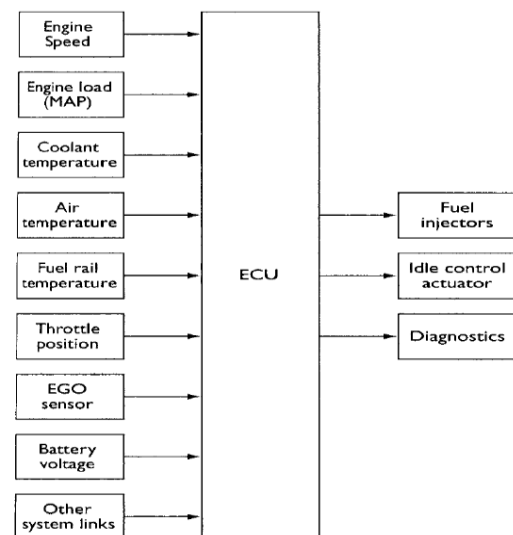 Engine
Speed
Engine load
(MAP)
Coolant
temperature
Air
temperature
Fuel rail
temperature
Throttle
position
EGO
sensor
Battery
voltage
Other
system links
ECU
Fuel
injectors
Idle control
actuator
Diagnostics